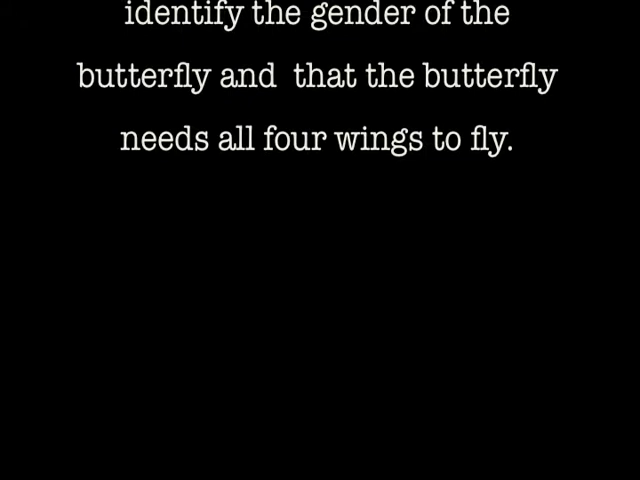 identify the gender of the
butterfly and  that the butterfly
needs all four wings to fly.